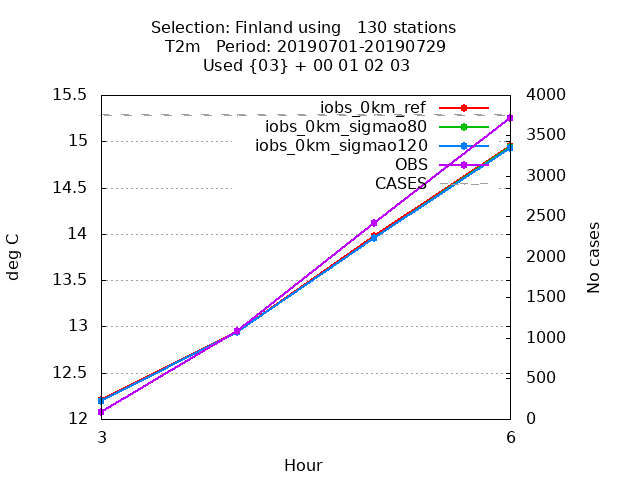 Selection: Finland using   130 stations
T2m   Period: 20190701-20190729
Used {03} + 00 01 02 03
15.5
15
14.5
14
13.5
13
12.5
12
4000
3500
3000
2500
2000
1500
1000
500
0
iobs_0km_ref
iobs_0km_sigmao80
iobs_0km_sigmao120
OBS
CASES
deg C
No cases
3
6
Hour